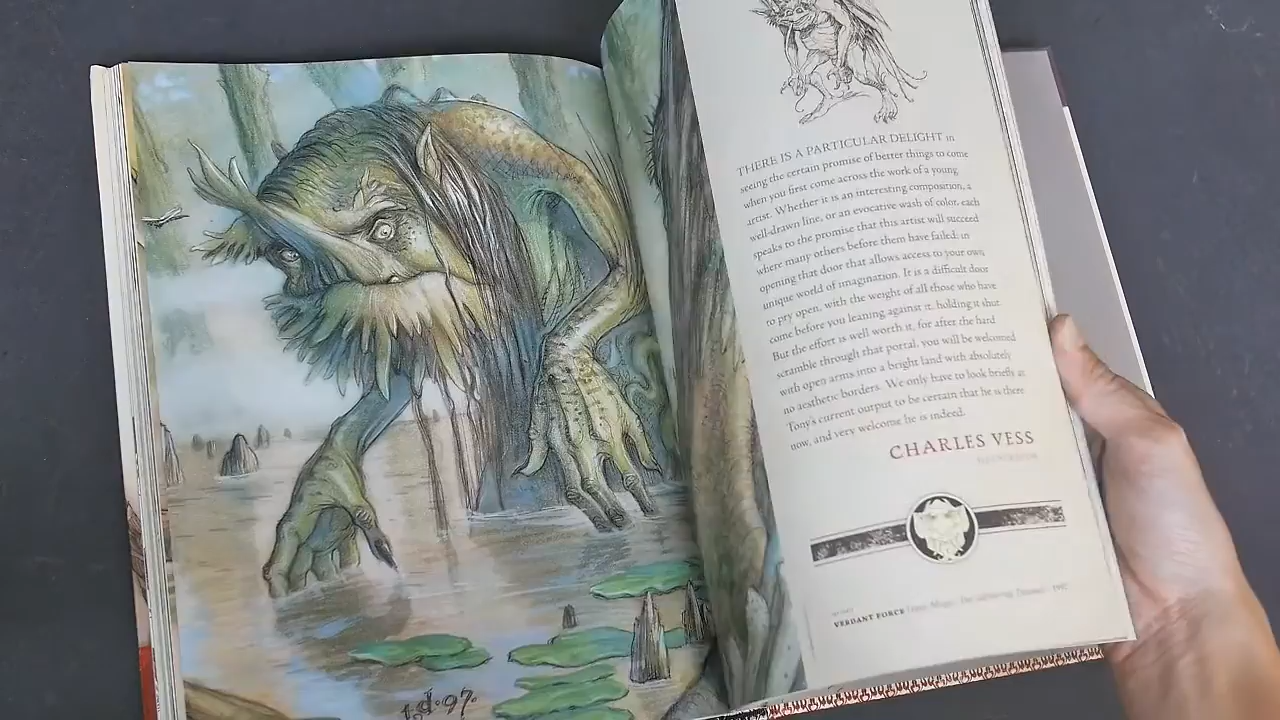 THERE IS A PARTICULAR DELIGHT in
seeing the certain promise of better things to come
when you first come across the work of a young
artist. Whether it is an interesting composition, a
well-drawn line, or an evocative wash of color, each
speaks to the promise that this artist will succeed
where many others before them have failed; in
opening that door that allows access to your own
unique world of imagination. It is a difficult door
to pry open, with the weight of all those who have
come before you leaning against it, holding it shut.
But the effort is well worth it, for after the hard
scramble through that portal, you will be welcomed
with open arms into a bright land with absolutely
no aesthetic borders. We only have to look briefly at
Tony's current output to be certain that he is there
now, and very welcome he is indeed.
CHARLES VESS
VERDANT FORCE